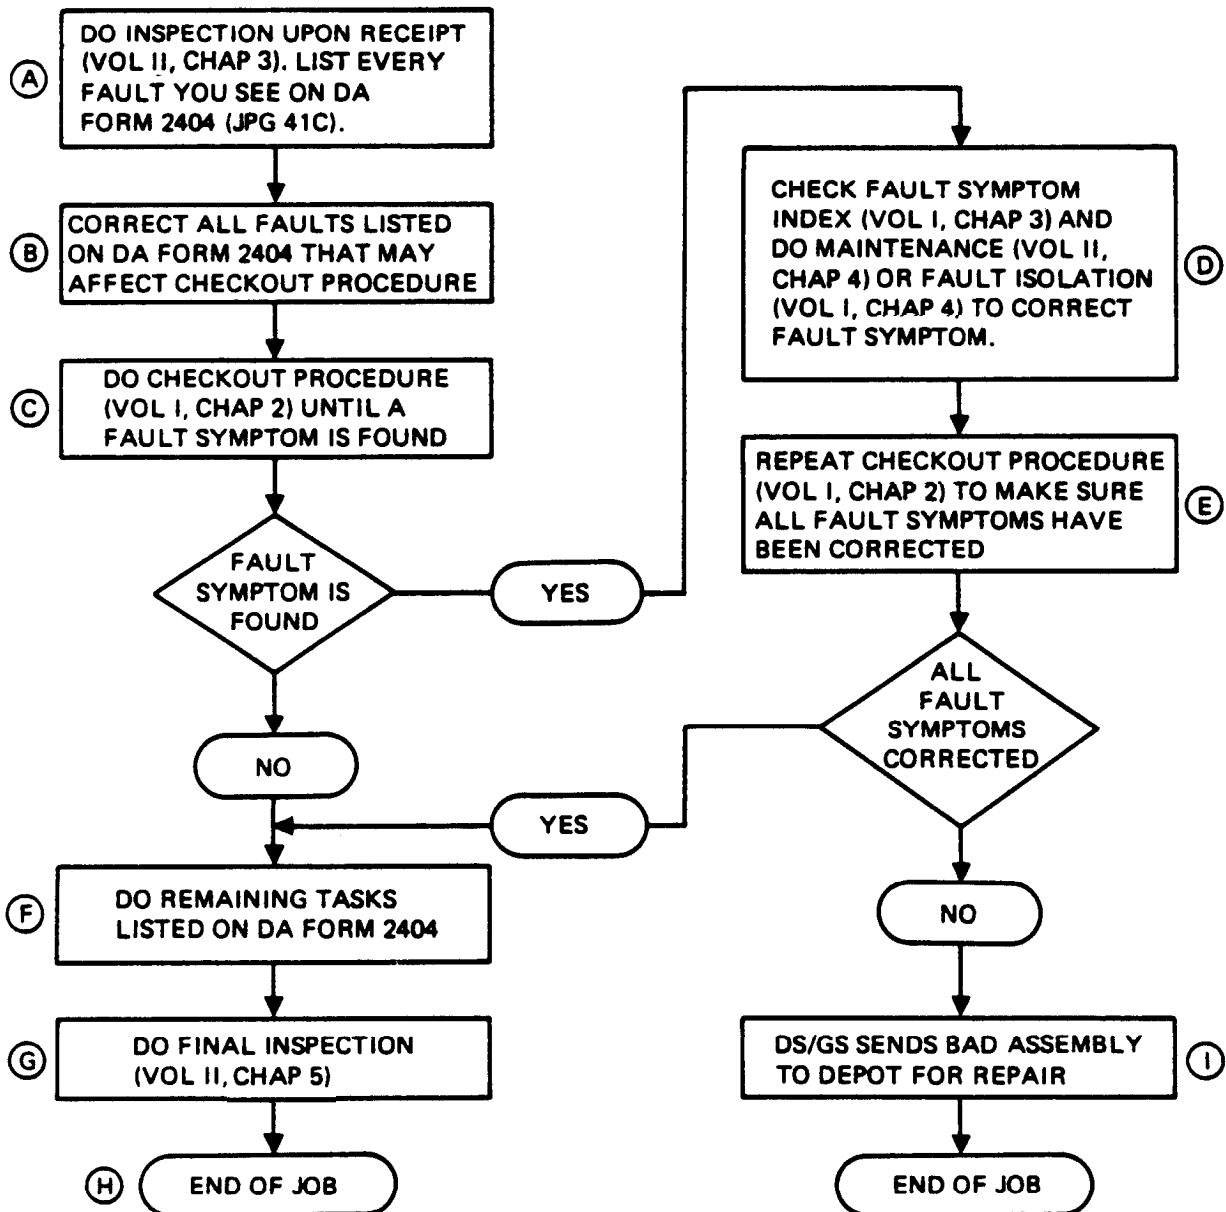 A
DO INSPECTION UPON RECEIPT
(VOL II, CHAP 3). LIST EVERY
FAULT YOU SEE ON DA
FORM 2404 (JPG 41C).
B
CORRECT ALL FAULTS LISTED
ON DA FORM 2404 THAT MAY
AFFECT CHECKOUT PROCEDURE
C
DO CHECKOUT PROCEDURE
(VOL I, CHAP 2) UNTIL A
FAULT SYMPTOM IS FOUND
FAULT
SYMPTOM IS
FOUND
YES
NO
CHECK FAULT SYMPTOM
INDEX (VOL I, CHAP 3) AND
DO MAINTENANCE (VOL II,
CHAP 4) OR FAULT ISOLATION
(VOL I, CHAP 4) TO CORRECT
FAULT SYMPTOM.
D
REPEAT CHECKOUT PROCEDURE
(VOL I, CHAP 2) TO MAKE SURE
ALL FAULT SYMPTOMS HAVE
BEEN CORRECTED
E
ALL
FAULT
SYMPTOMS
CORRECTED
YES
NO
F
DO REMAINING TASKS
LISTED ON DA FORM 2404
G
DO FINAL INSPECTION
(VOL II, CHAP 5)
H
END OF JOB
DS/GS SENDS BAD ASSEMBLY
TO DEPOT FOR REPAIR
I
END OF JOB